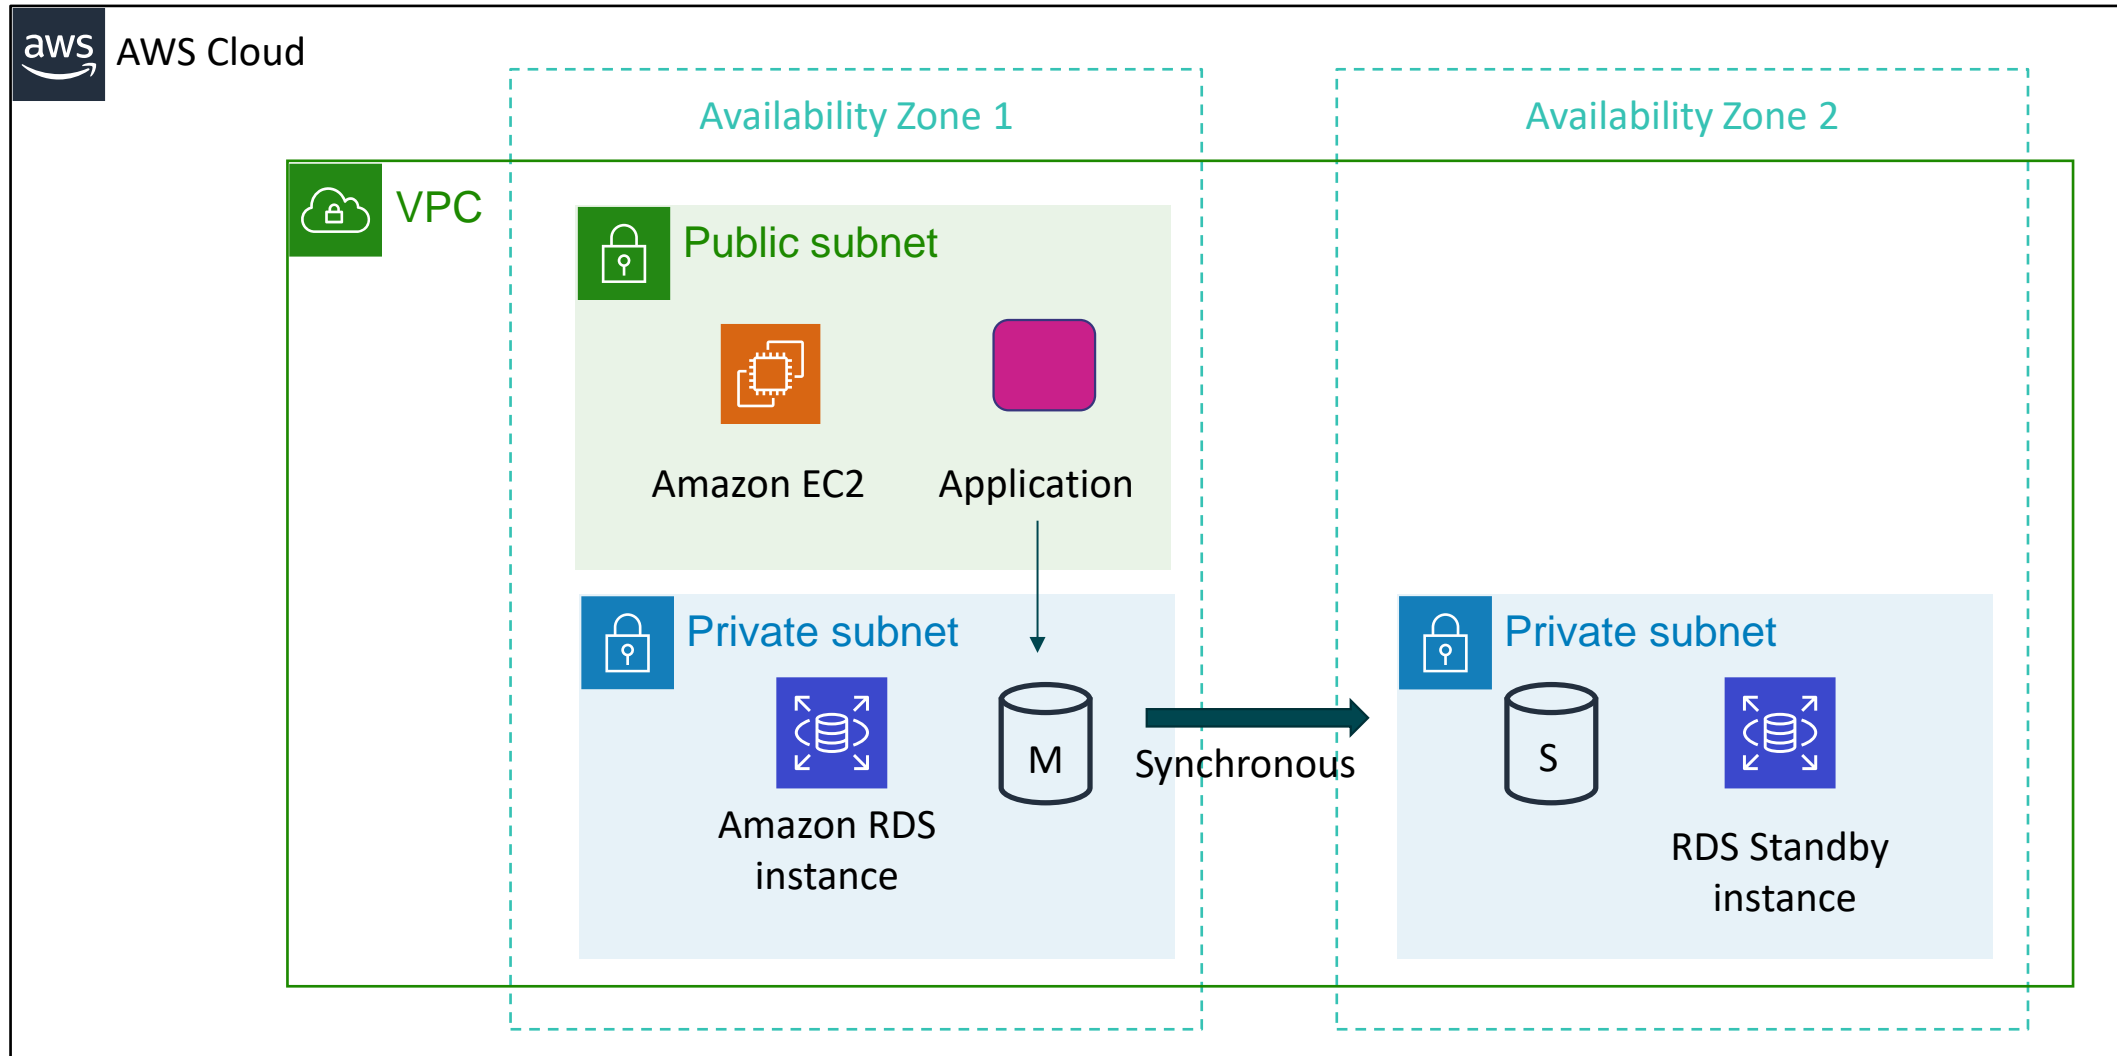 aws
AWS Cloud
Availability Zone 1
Availability Zone 2
VPC
Public subnet
Amazon EC2
Application
Private subnet
M
Amazon RDS
instance
Synchronous
Private subnet
S
RDS Standby
instance